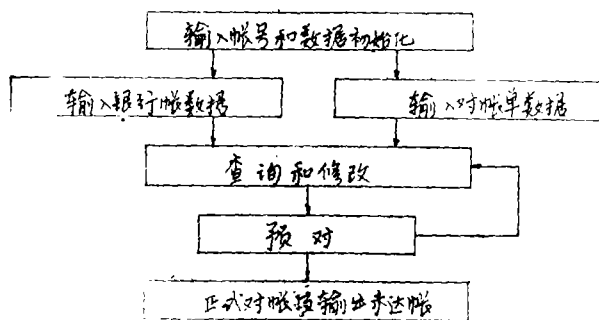 输入帐号和数据初始化
输入银行帐数据
输入对帐单数据
查询和修改
预对
正式对帐按输出未达帐